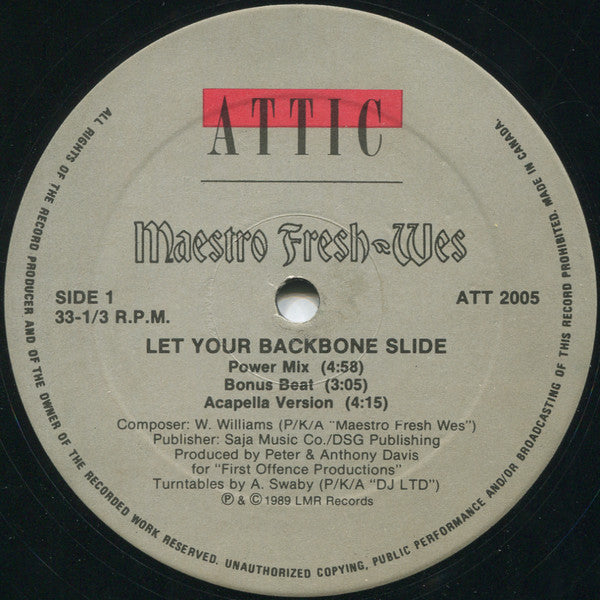 ATTIC
Maestro Fresh~Wes
SIDE 1
33-1/3 R.P.M.
ATT 2005
LET YOUR BACKBONE SLIDE
Power Mix (4:58)
Bonus Beat (3:05)
Acapella Version (4:15)
Composer: W. Williams (P/K/A "Maestro Fresh Wes")
Publisher: Saja Music Co./DSG Publishing
Produced by Peter & Anthony Davis
for "First Offence Productions"
Turntables by A. Swaby (P/K/A "DJ LTD")
℗ & © 1989 LMR Records
ALL RIGHTS OF THE RECORD PRODUCER AND OF THE OWNER OF THE RECORDED WORK RESERVED. UNAUTHORIZED COPYING, PUBLIC PERFORMANCE AND/OR BROADCASTING OF THIS RECORD PROHIBITED. MADE IN CANADA.